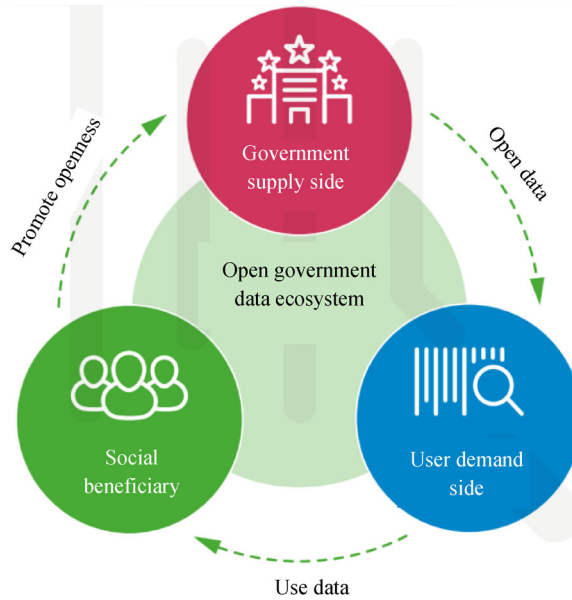 Government
supply side
Promote openness
Open data
Open government
data ecosystem
Social
beneficiary
User demand
side
Use data